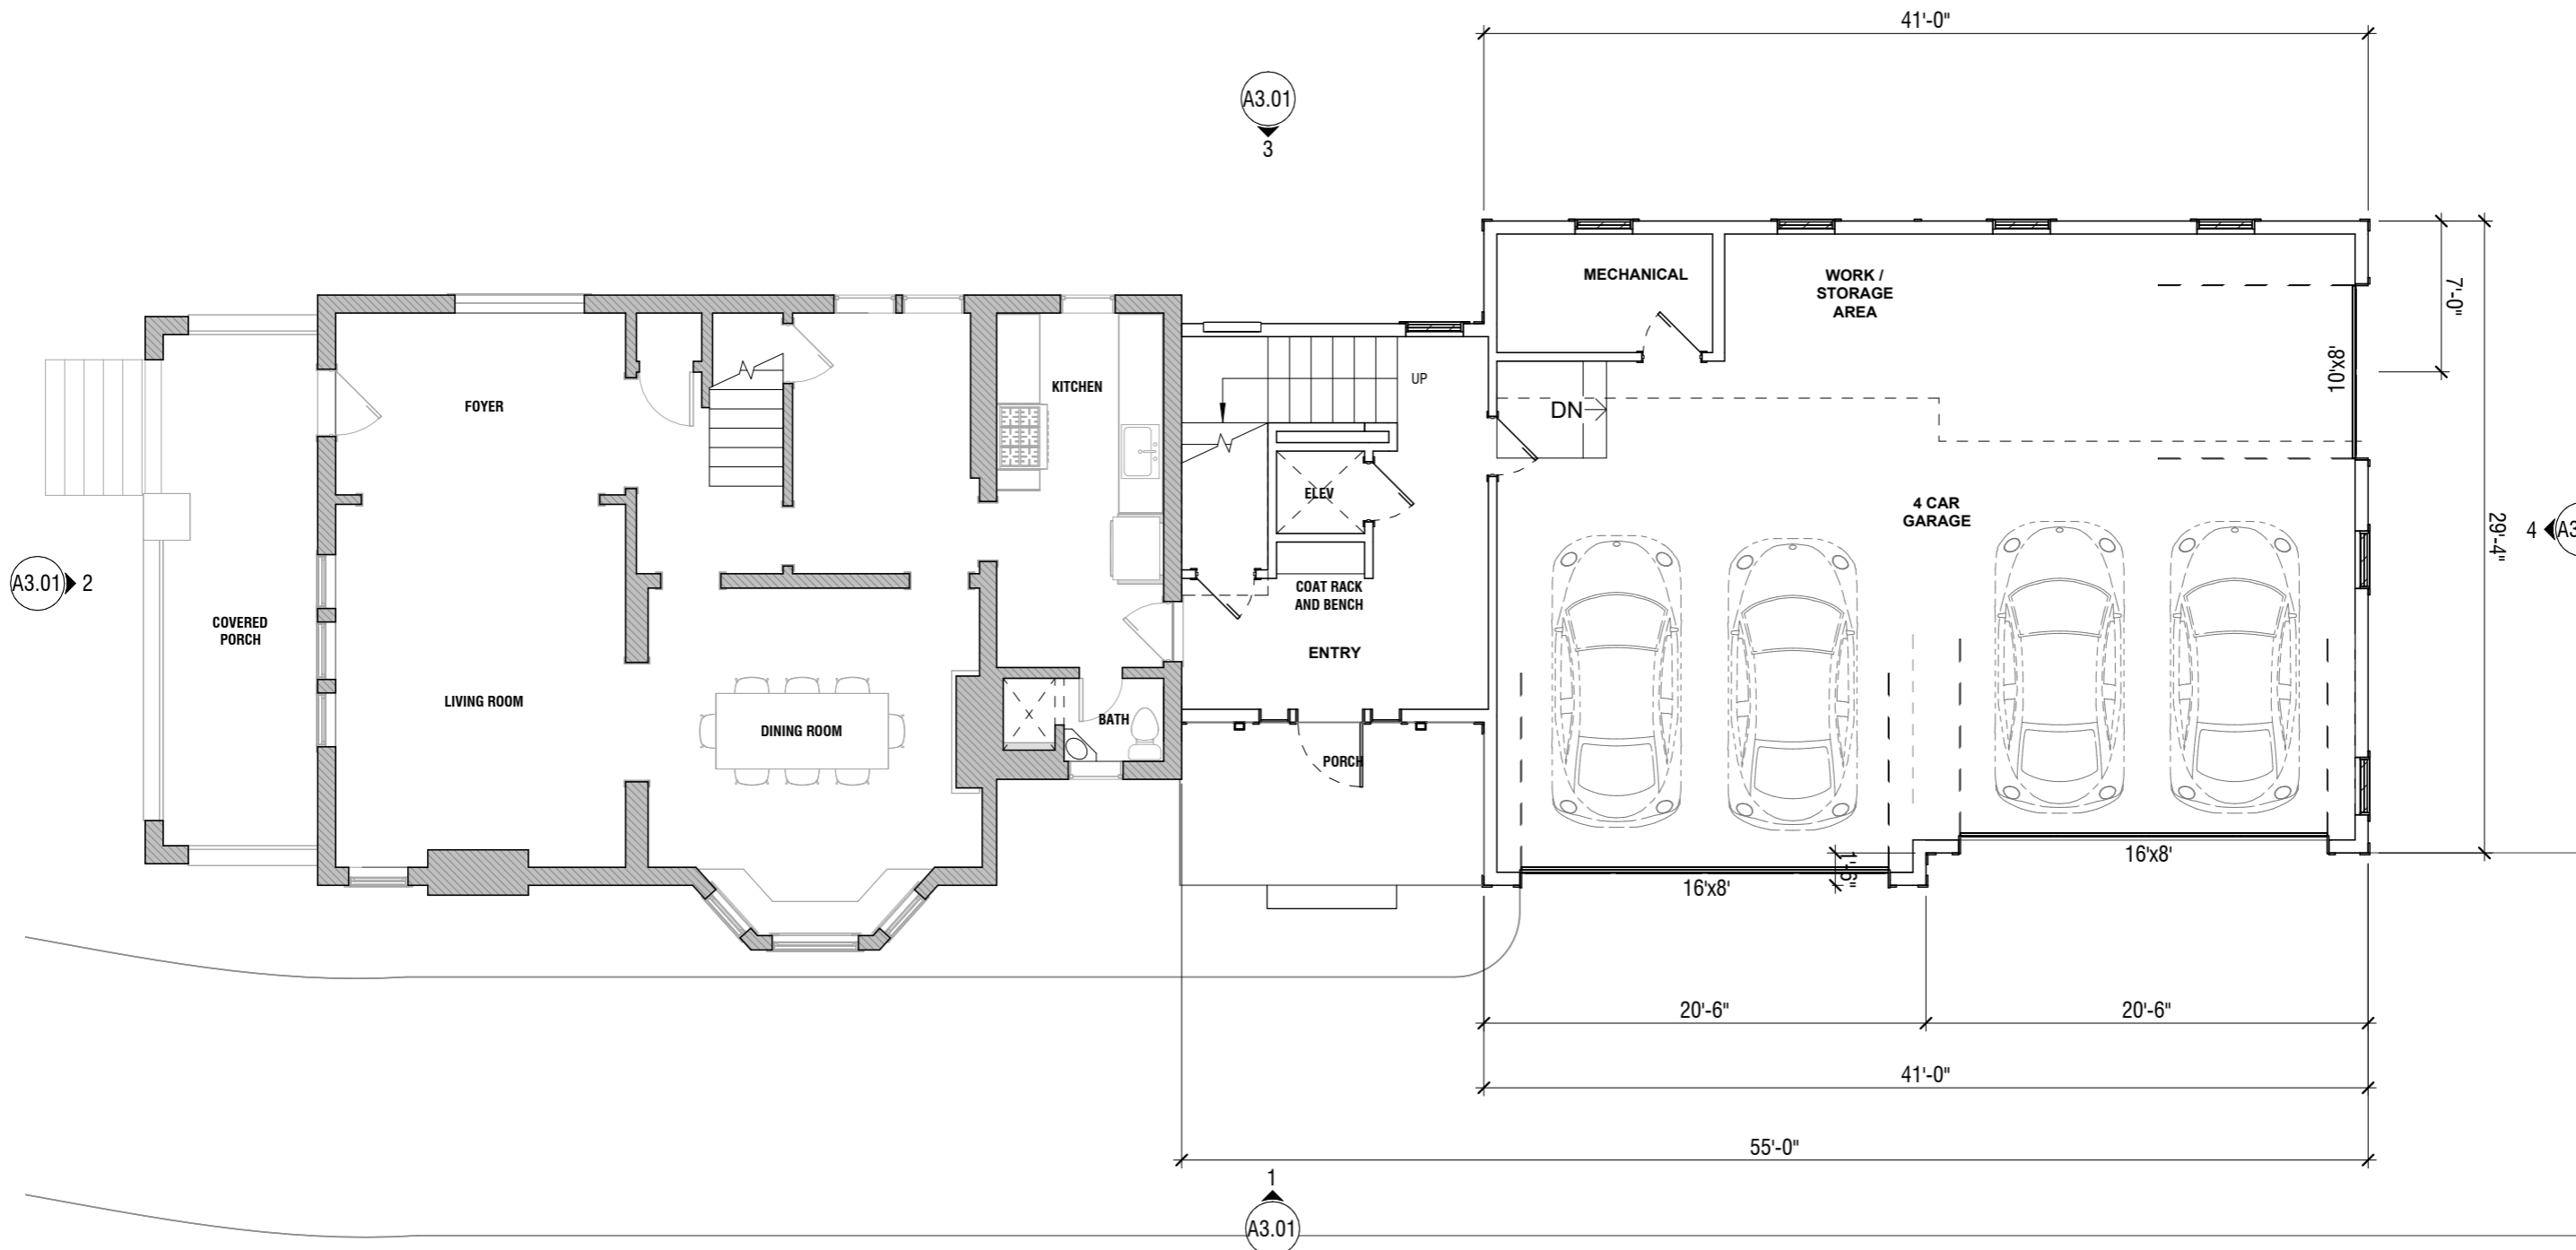 41'-0"
A3.01
3
MECHANICAL
WORK /
STORAGE
AREA
7'-0"
10'x8'
FOYER
KITCHEN
UP
DN
ELEV
4 CAR
GARAGE
29'-4"
4
A3.01
2
COVERED
PORCH
COAT RACK
AND BENCH
ENTRY
LIVING ROOM
DINING ROOM
BATH
PORCH
1'-6"
16'x8'
16'x8'
20'-6"
20'-6"
41'-0"
55'-0"
1
A3.01